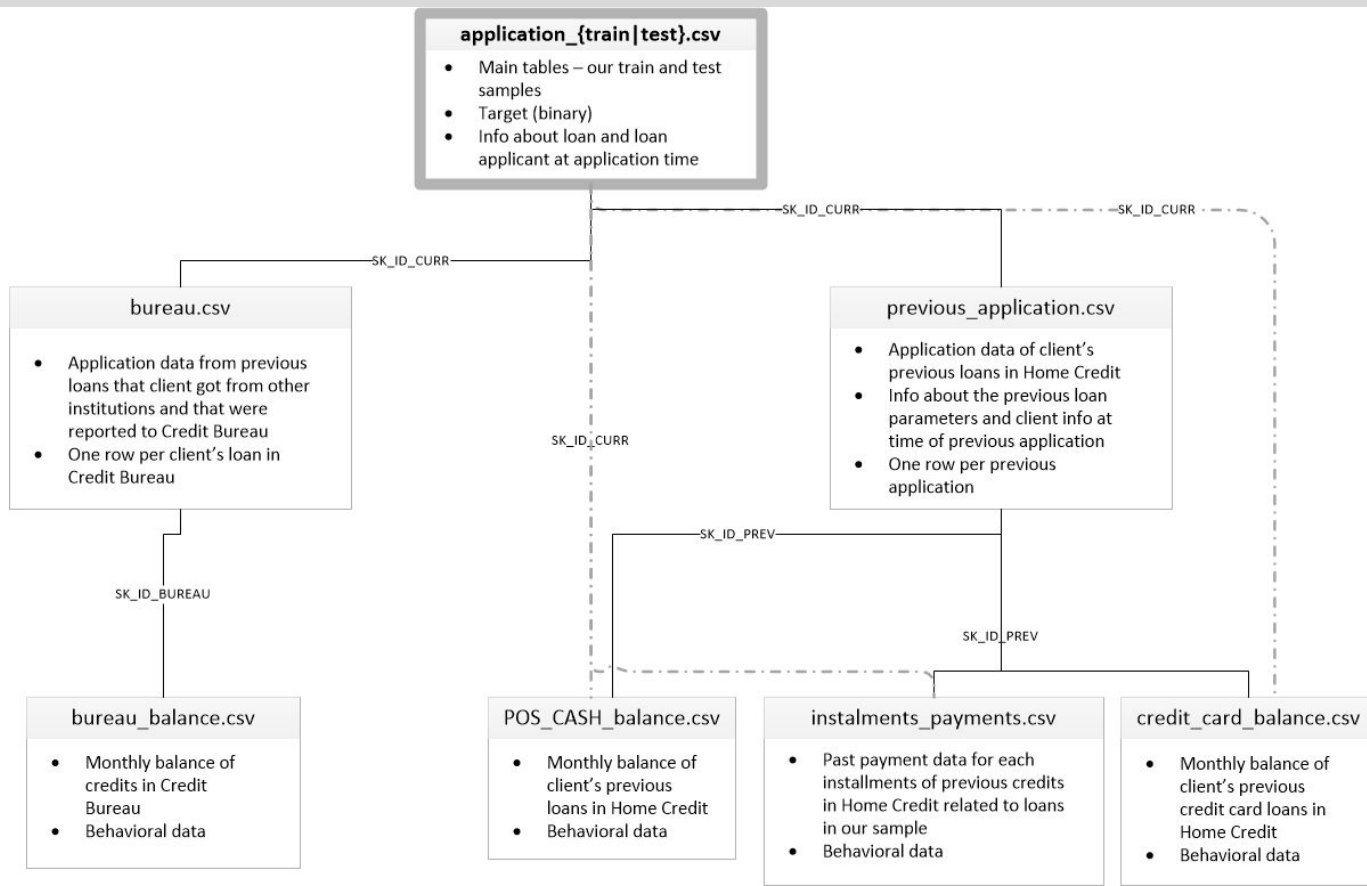 application_{train|test}.csv
• Main tables – our train and test
samples
• Target (binary)
• Info about loan and loan
applicant at application time
SK_ID_CURR
SK_ID_CURR
SK_ID_CURR
bureau.csv
• Application data from previous
loans that client got from other
institutions and that were
reported to Credit Bureau
• One row per client's loan in
Credit Bureau
previous_application.csv
• Application data of client's
previous loans in Home Credit
• Info about the previous loan
parameters and client info at
time of previous application
• One row per previous
application
SK_ID_CURR
SK_ID_PREV
SK_ID_BUREAU
SK_ID_PREV
bureau_balance.csv
• Monthly balance of
credits in Credit
Bureau
• Behavioral data
POS_CASH_balance.csv
• Monthly balance of
client's previous
loans in Home Credit
• Behavioral data
instalments_payments.csv
• Past payment data for each
installments of previous credits
in Home Credit related to loans
in our sample
• Behavioral data
credit_card_balance.csv
• Monthly balance of
client's previous
credit card loans in
Home Credit
• Behavioral data